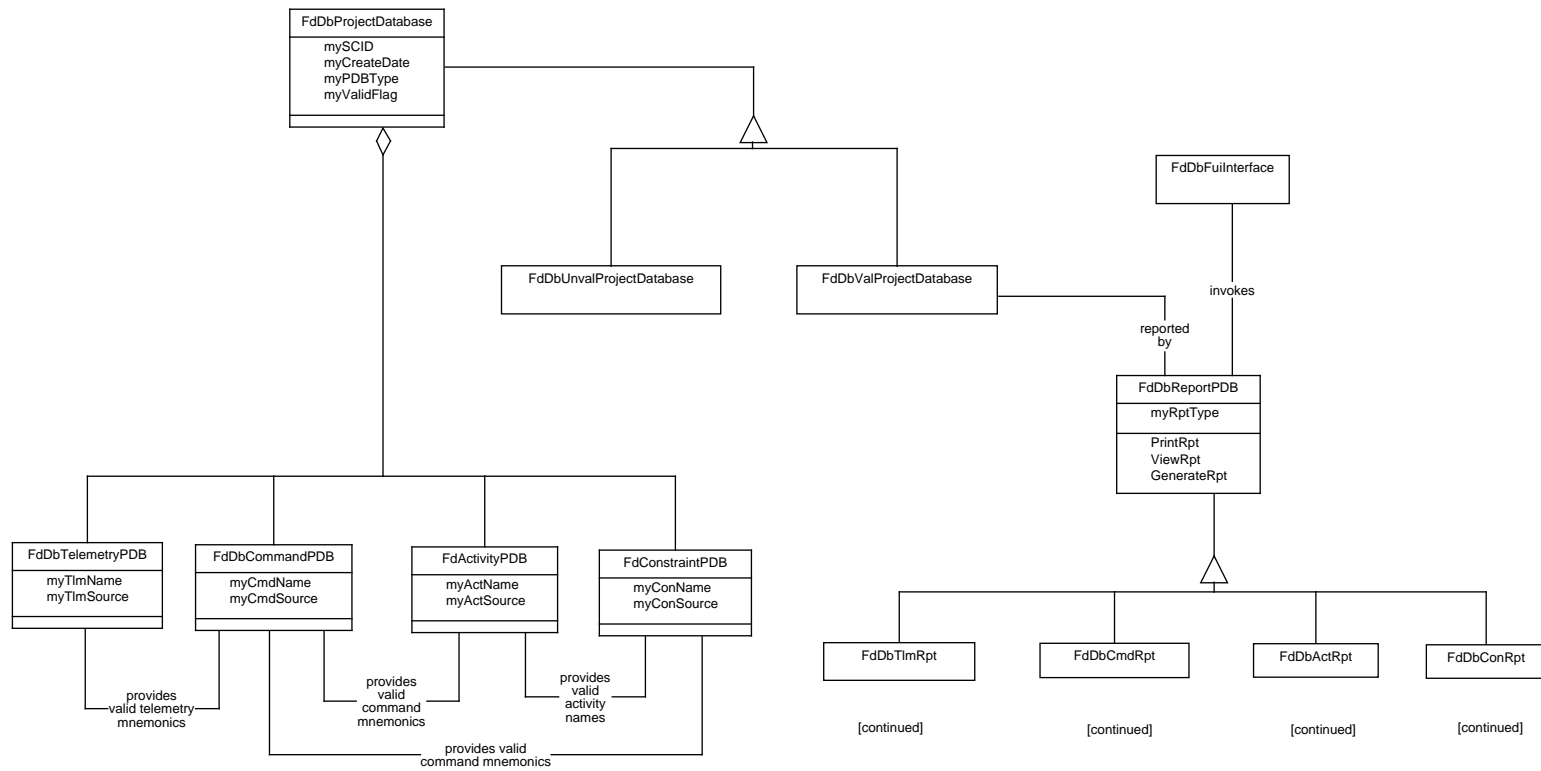 FdDbProjectDatabase
mySCID
myCreateDate
myPDBType
myValidFlag
FdDbFuiInterface
FdDbUnvalProjectDatabase
FdDbValProjectDatabase
invokes
reported
by
FdDbReportPDB
myRptType
PrintRpt
ViewRpt
GenerateRpt
FdDbTelemetryPDB
myTlmName
myTlmSource
FdDbCommandPDB
myCmdName
myCmdSource
FdActivityPDB
myActName
myActSource
FdConstraintPDB
myConName
myConSource
FdDbTlmRpt
FdDbCmdRpt
FdDbActRpt
FdDbConRpt
provides
valid telemetry
mnemonics
provides
valid
command
mnemonics
provides
valid
activity
names
provides valid
command mnemonics
[continued]
[continued]
[continued]
[continued]